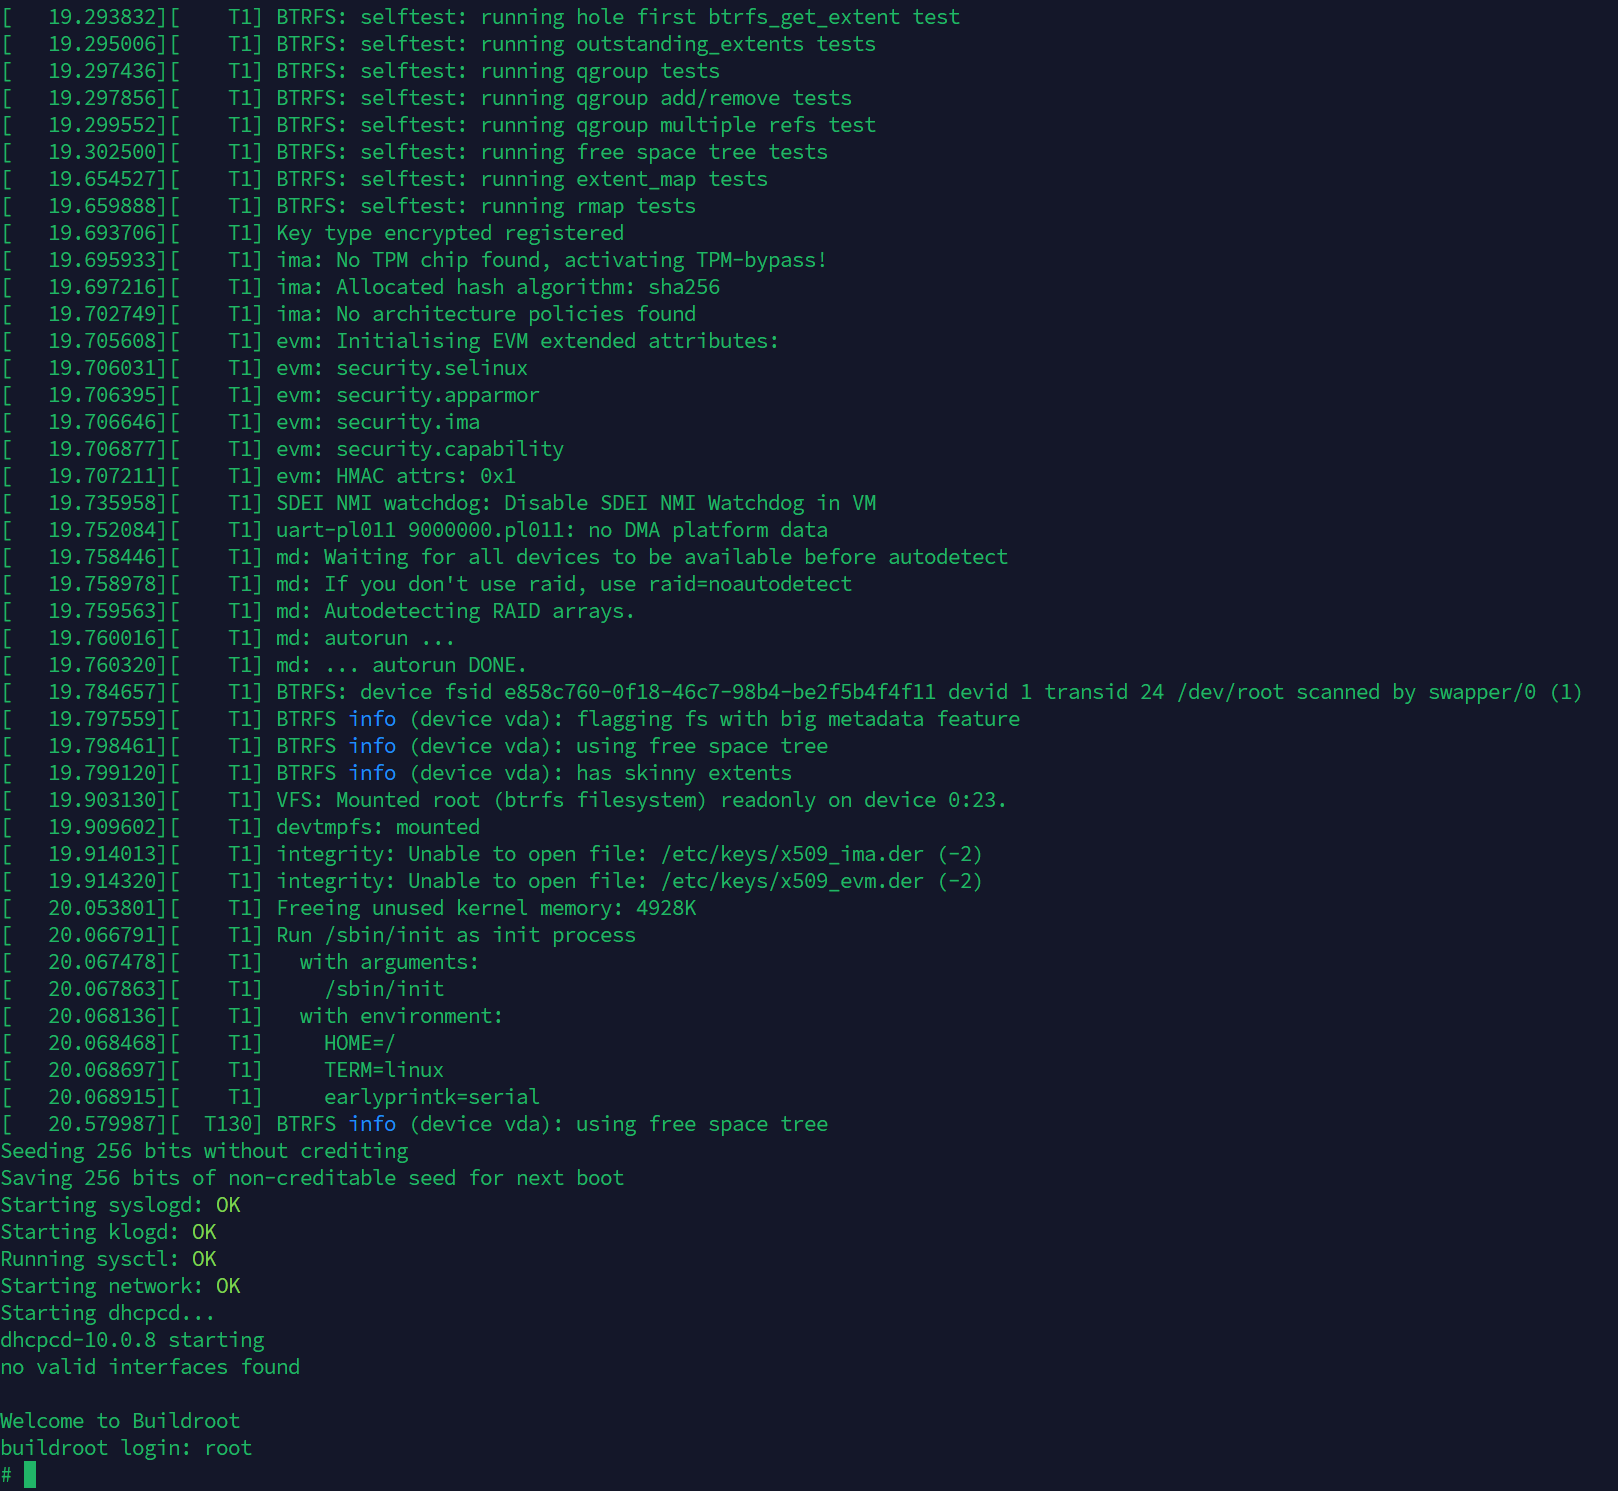 [   19.293832][    T1] BTRFS: selftest: running hole first btrfs_get_extent test
[   19.295006][    T1] BTRFS: selftest: running outstanding_extents tests
[   19.297436][    T1] BTRFS: selftest: running qgroup tests
[   19.297856][    T1] BTRFS: selftest: running qgroup add/remove tests
[   19.299552][    T1] BTRFS: selftest: running qgroup multiple refs test
[   19.302500][    T1] BTRFS: selftest: running free space tree tests
[   19.654527][    T1] BTRFS: selftest: running extent_map tests
[   19.659888][    T1] BTRFS: selftest: running rmap tests
[   19.693706][    T1] Key type encrypted registered
[   19.695933][    T1] ima: No TPM chip found, activating TPM-bypass!
[   19.697216][    T1] ima: Allocated hash algorithm: sha256
[   19.702749][    T1] ima: No architecture policies found
[   19.705608][    T1] evm: Initialising EVM extended attributes:
[   19.706031][    T1] evm: security.selinux
[   19.706395][    T1] evm: security.apparmor
[   19.706646][    T1] evm: security.ima
[   19.706877][    T1] evm: security.capability
[   19.707211][    T1] evm: HMAC attrs: 0x1
[   19.735958][    T1] SDEI NMI watchdog: Disable SDEI NMI Watchdog in VM
[   19.752084][    T1] uart-pl011 9000000.pl011: no DMA platform data
[   19.758446][    T1] md: Waiting for all devices to be available before autodetect
[   19.758978][    T1] md: If you don't use raid, use raid=noautodetect
[   19.759563][    T1] md: Autodetecting RAID arrays.
[   19.760016][    T1] md: autorun ...
[   19.760320][    T1] md: ... autorun DONE.
[   19.784657][    T1] BTRFS: device fsid e858c760-0f18-46c7-98b4-be2f5b4f4f11 devid 1 transid 24 /dev/root scanned by swapper/0 (1)
[   19.797559][    T1] BTRFS info (device vda): flagging fs with big metadata feature
[   19.798461][    T1] BTRFS info (device vda): using free space tree
[   19.799120][    T1] BTRFS info (device vda): has skinny extents
[   19.903130][    T1] VFS: Mounted root (btrfs filesystem) readonly on device 0:23.
[   19.909602][    T1] devtmpfs: mounted
[   19.914013][    T1] integrity: Unable to open file: /etc/keys/x509_ima.der (-2)
[   19.914320][    T1] integrity: Unable to open file: /etc/keys/x509_evm.der (-2)
[   20.053801][    T1] Freeing unused kernel memory: 4928K
[   20.066791][    T1] Run /sbin/init as init process
[   20.067478][    T1]   with arguments:
[   20.067863][    T1]     /sbin/init
[   20.068136][    T1]   with environment:
[   20.068468][    T1]     HOME=/
[   20.068697][    T1]     TERM=linux
[   20.068915][    T1]     earlyprintk=serial
[   20.579987][  T130] BTRFS info (device vda): using free space tree
Seeding 256 bits without crediting
Saving 256 bits of non-creditable seed for next boot
Starting syslogd: OK
Starting klogd: OK
Running sysctl: OK
Starting network: OK
Starting dhcpcd...
dhcpcd-10.0.8 starting
no valid interfaces found

Welcome to Buildroot
buildroot login: root
#